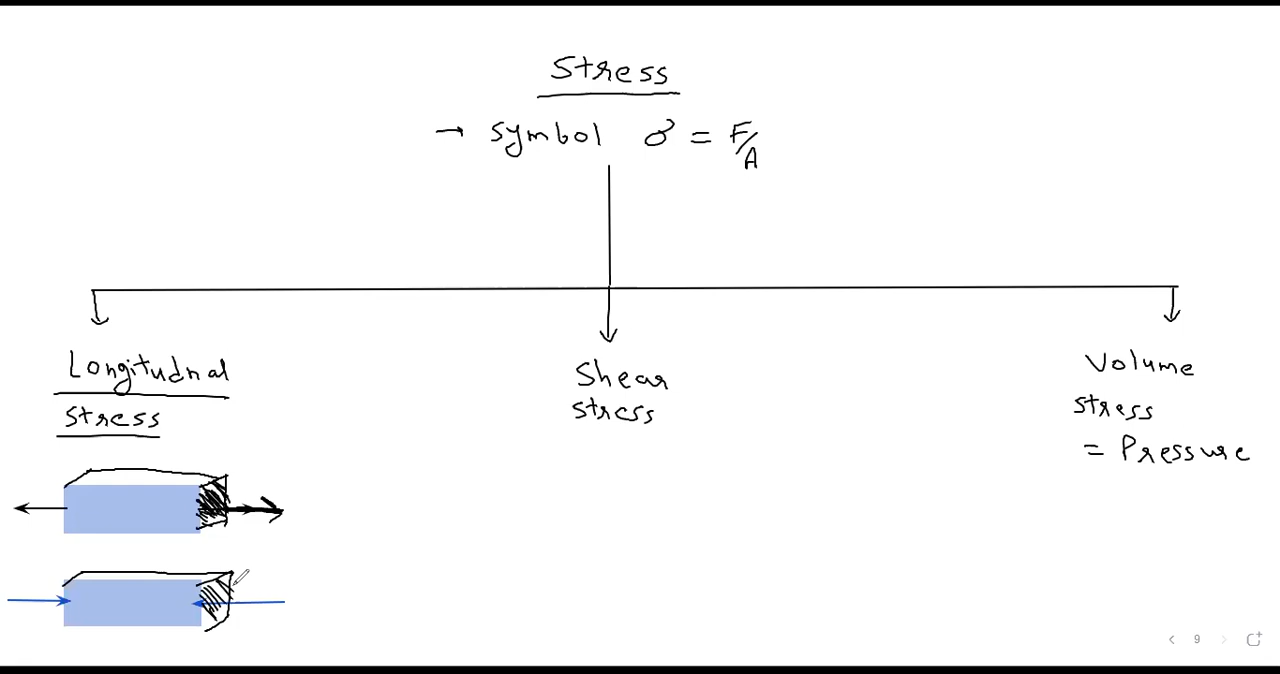 Stress
→ Symbol σ = F/A
Longitudnal
stress
Shear
stress
Volume
stress
= Pressure
9